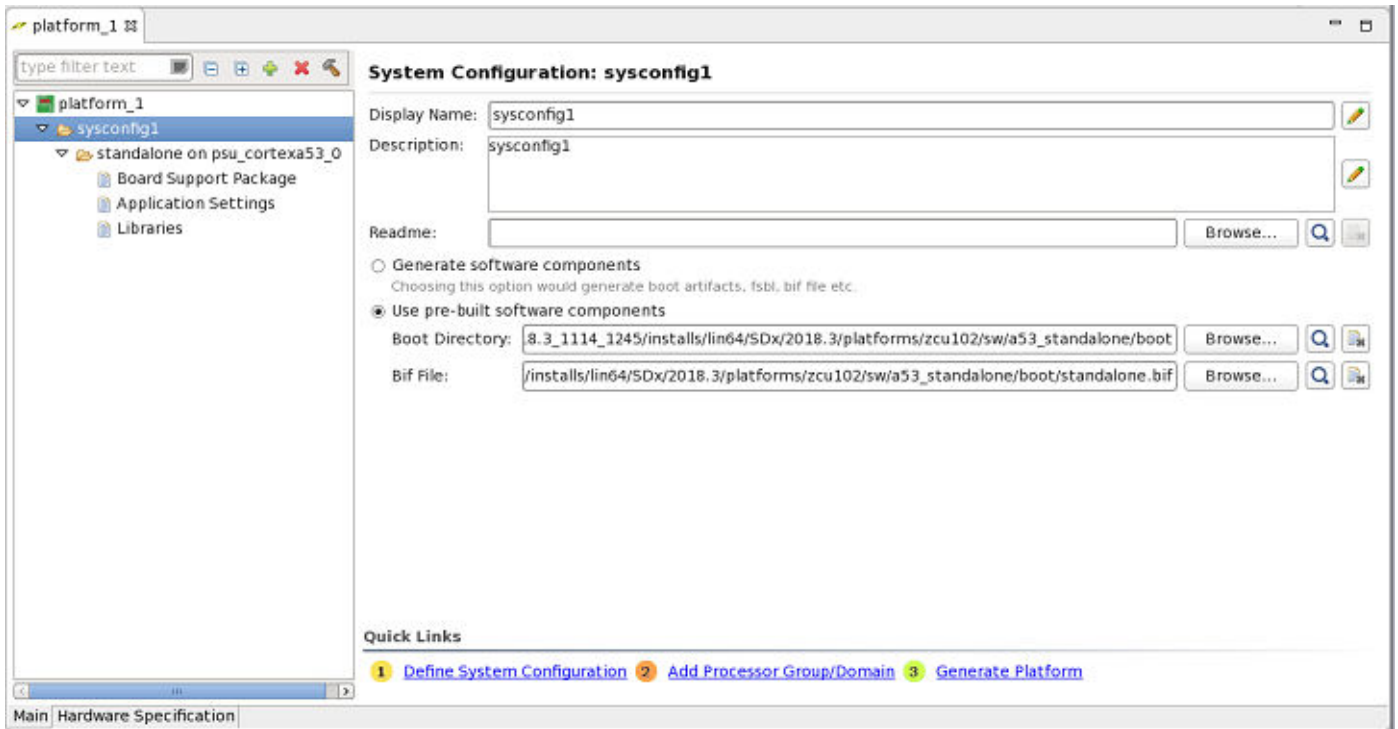 platform_1
type filter text
platform_1
sysconfig1
standalone on psu_cortexa53_0
Board Support Package
Application Settings
Libraries
System Configuration: sysconfig1
Display Name: sysconfig1
Description: sysconfig1
Readme: Browse...
Generate software components
Choosing this option would generate boot artifacts, fsbl, bif file etc.
Use pre-built software components
Boot Directory: .8.3_1114_1245/installs/lin64/SDx/2018.3/platforms/zcu102/sw/a53_standalone/boot Browse...
Bif File: /installs/lin64/SDx/2018.3/platforms/zcu102/sw/a53_standalone/boot/standalone.bif Browse...
Quick Links
1 Define System Configuration 2 Add Processor Group/Domain 3 Generate Platform
Main Hardware Specification